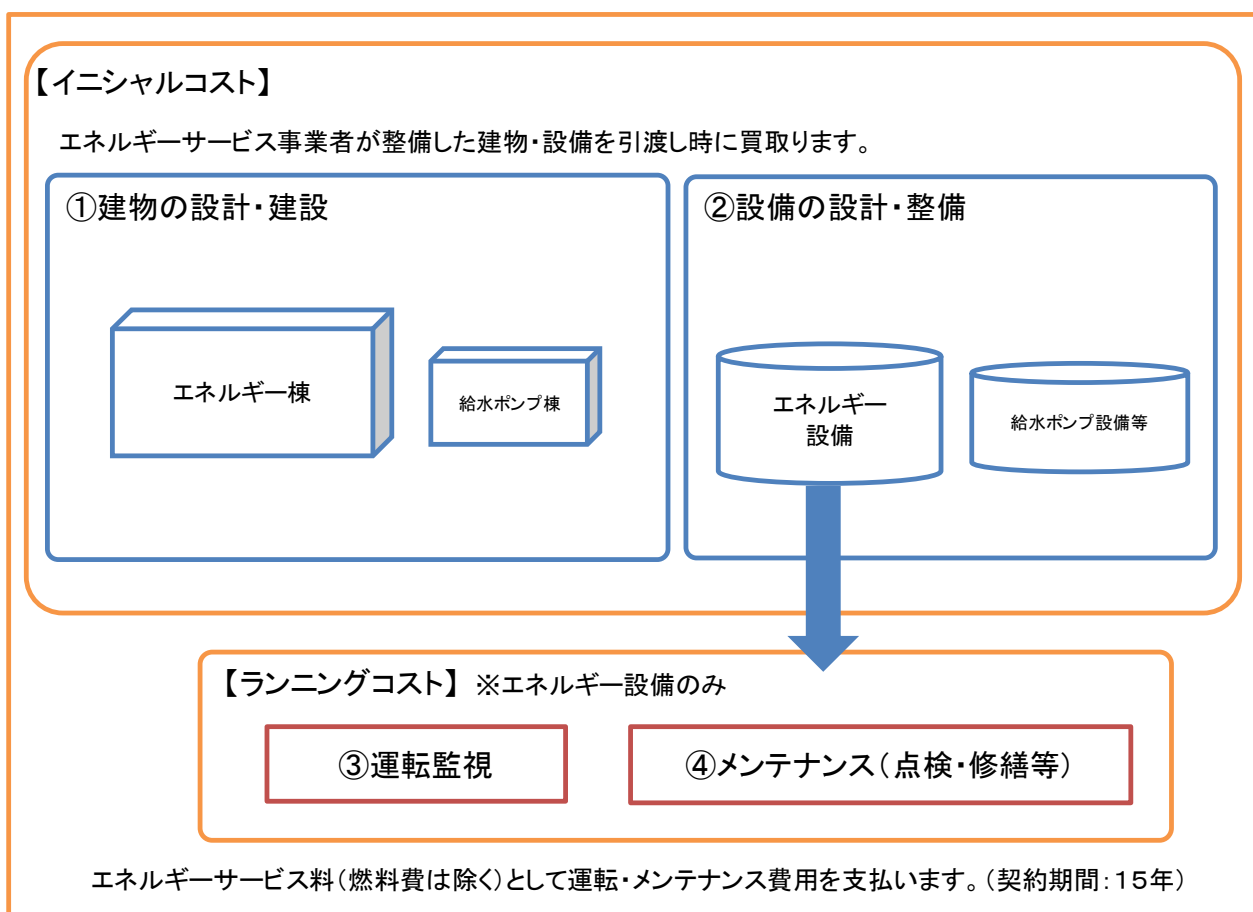 【イニシャルコスト】
エネルギーサービス事業者が整備した建物・設備を引渡し時に買取ります。
①建物の設計・建設
エネルギー棟
給水ポンプ棟
②設備の設計・整備
エネルギー
設備
給水ポンプ設備等
【ランニングコスト】 ※エネルギー設備のみ
③運転監視
④メンテナンス（点検・修繕等）
エネルギーサービス料（燃料費は除く）として運転・メンテナンス費用を支払います。（契約期間：１５年）